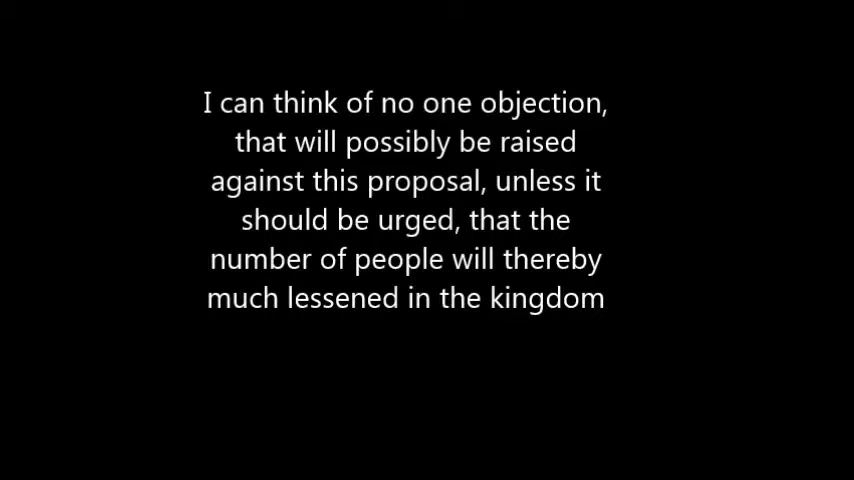 I can think of no one objection,
that will possibly be raised
against this proposal, unless it
should be urged, that the
number of people will thereby
much lessened in the kingdom